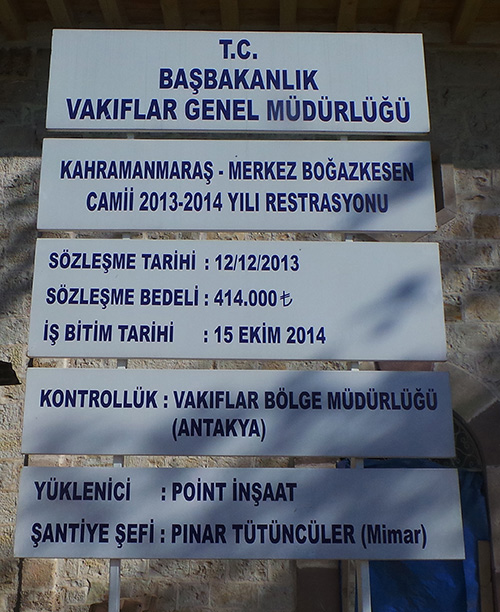 T.C.
BAŞBAKANLIK
VAKIFLAR GENEL MÜDÜRLÜĞÜ
KAHRAMANMARAŞ - MERKEZ BOĞAZKESEN
CAMİİ 2013-2014 YILI RESTRASYONU
SÖZLEŞME TARİHİ : 12/12/2013
SÖZLEŞME BEDELİ : 414.000 ₺
İŞ BİTİM TARİHİ : 15 EKİM 2014
KONTROLLÜK : VAKIFLAR BÖLGE MÜDÜRLÜĞÜ
(ANTAKYA)
YÜKLENİCİ : POINT İNŞAAT
ŞANTİYE ŞEFİ : PINAR TÜTÜNCÜLER (Mimar)